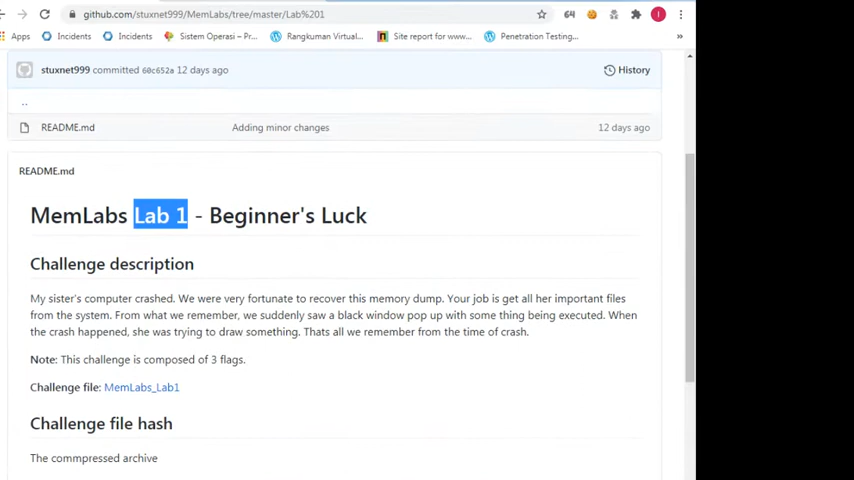 github.com/stuxnet999/MemLabs/tree/master/Lab%201
Apps Incidents Incidents Sistem Operasi – Pr... Rangkuman Virtual... Site report for www... Penetration Testing... »
stuxnet999 committed 60c652a 12 days ago History
..
README.md Adding minor changes 12 days ago
README.md
MemLabs Lab 1 - Beginner's Luck
Challenge description
My sister's computer crashed. We were very fortunate to recover this memory dump. Your job is get all her important files
from the system. From what we remember, we suddenly saw a black window pop up with some thing being executed. When
the crash happened, she was trying to draw something. Thats all we remember from the time of crash.
Note: This challenge is composed of 3 flags.
Challenge file: MemLabs_Lab1
Challenge file hash
The commpressed archive